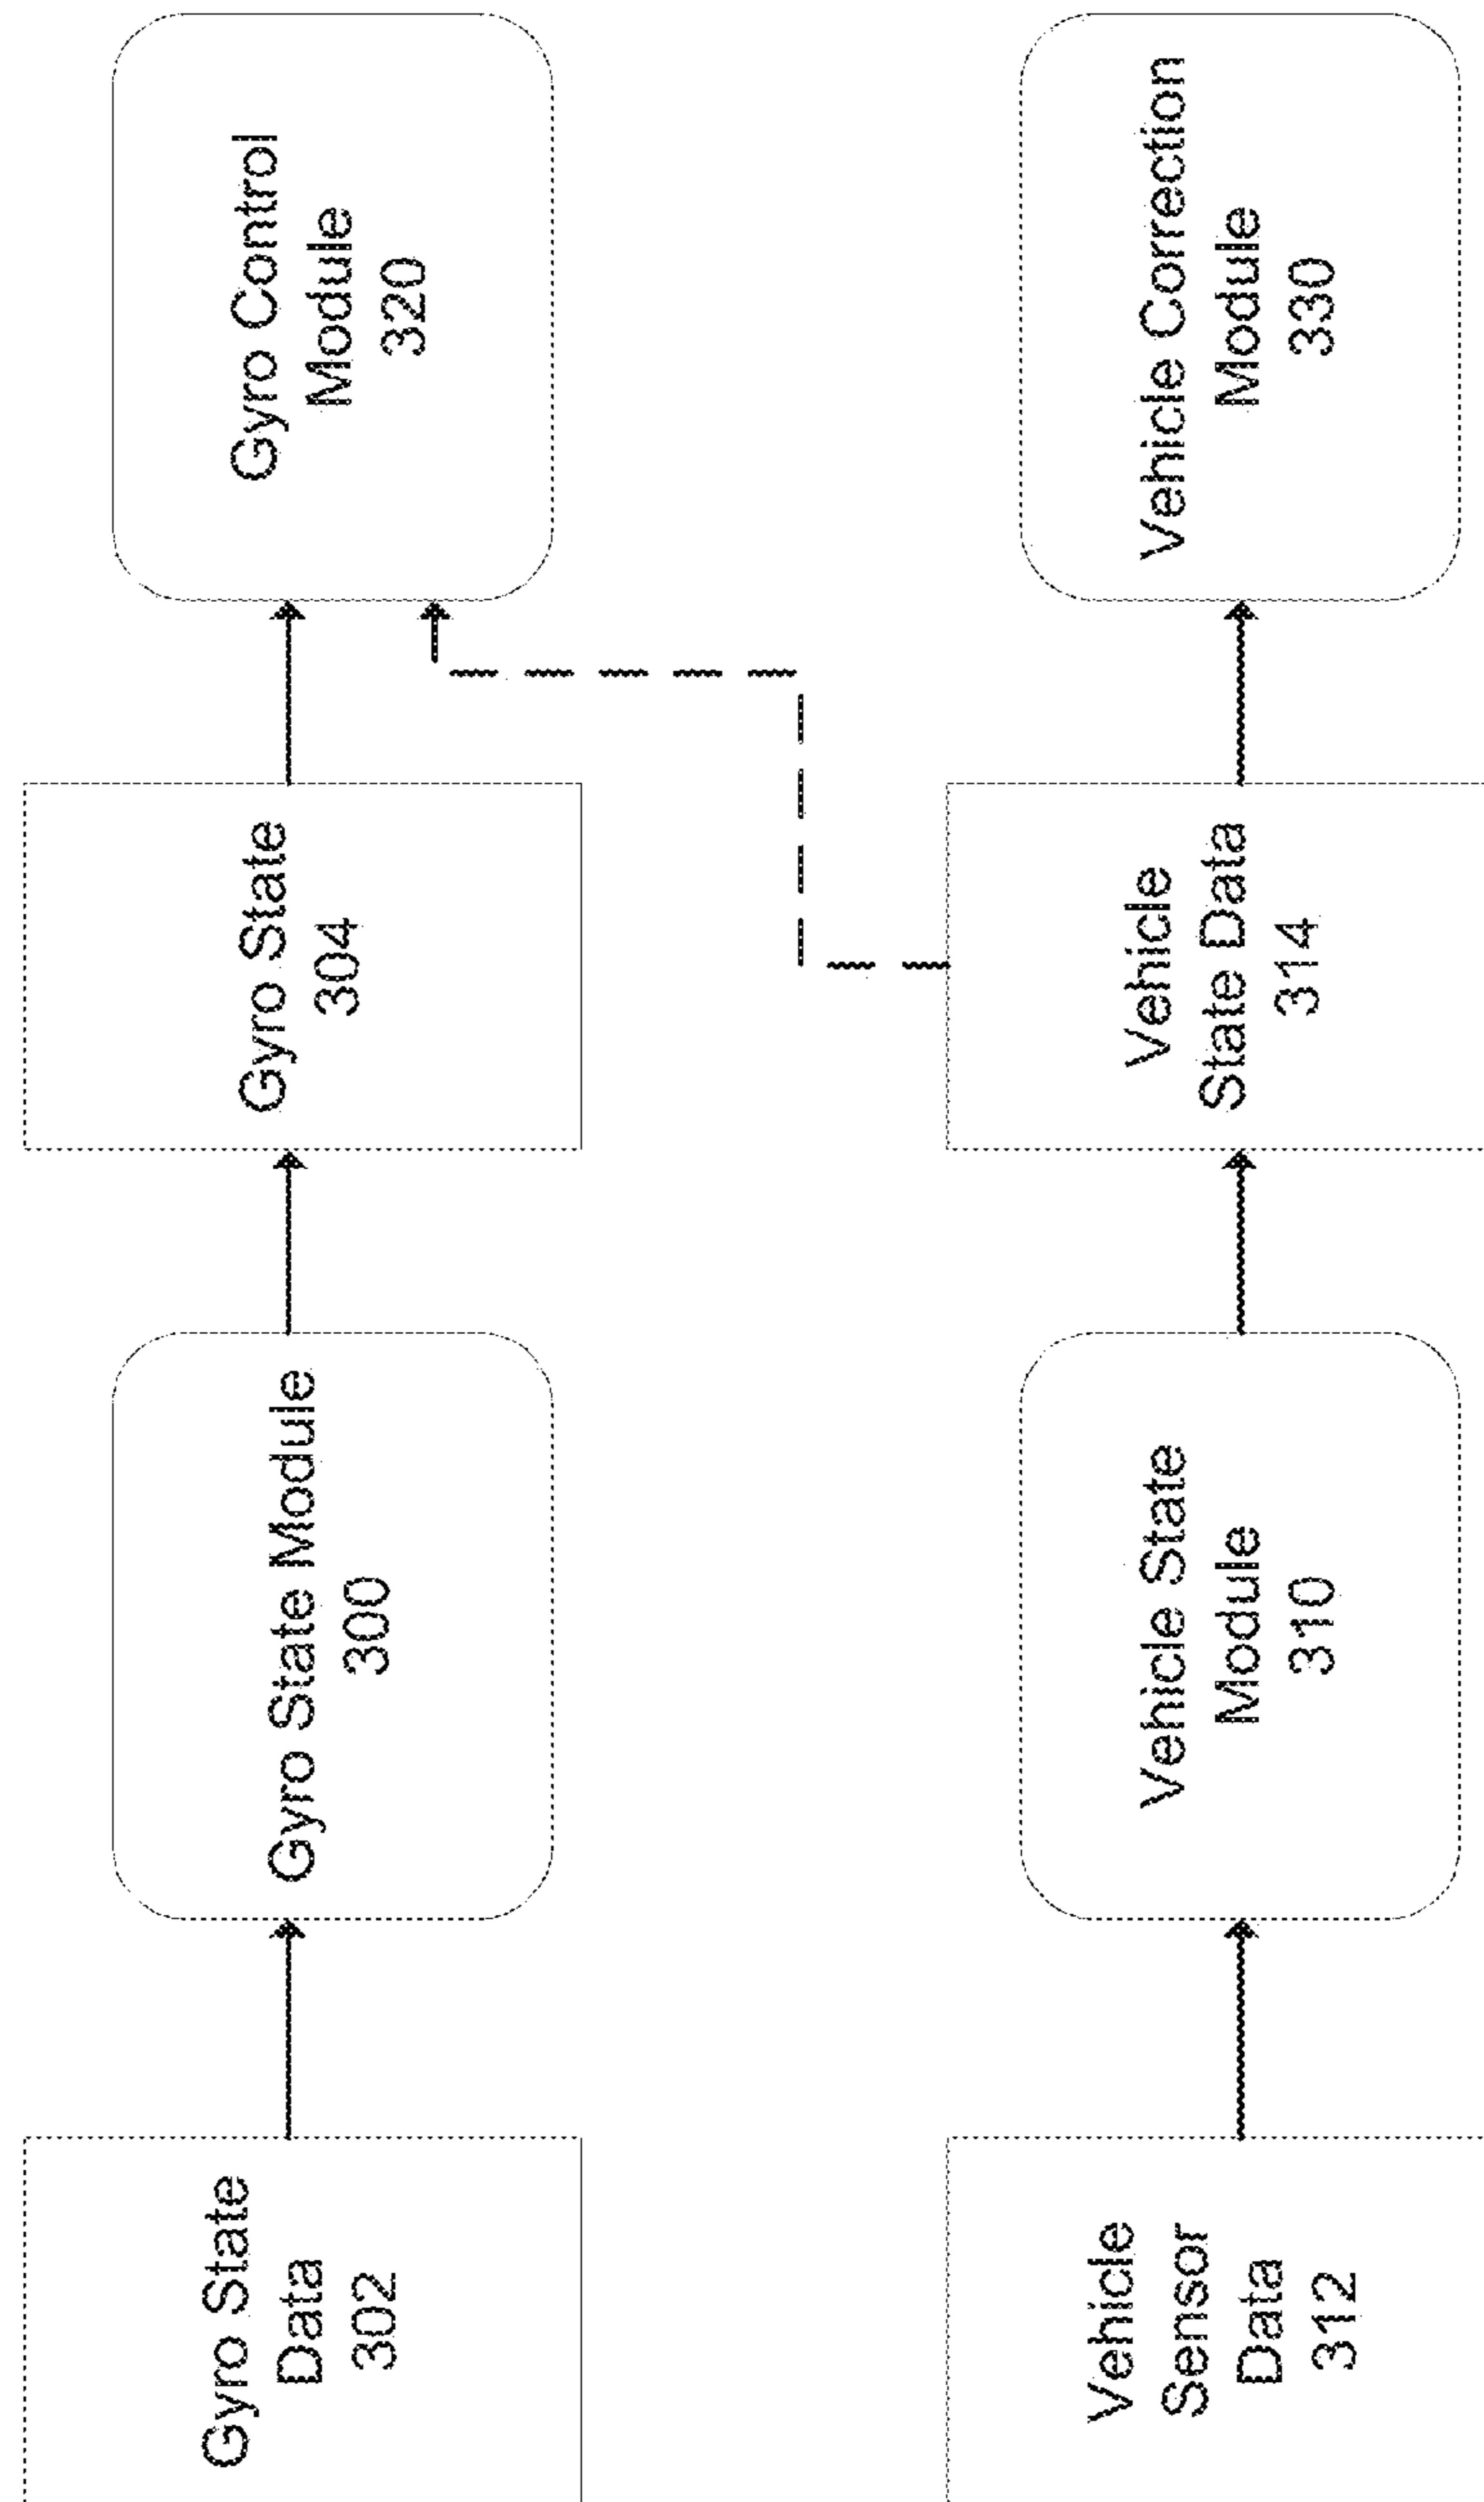 Gyro State
Data
302
Gyro State Module
300
Gyro State
304
Gyro Control
Module
320
Vehicle
Sensor
Data
312
Vehicle State
Module
310
Vehicle
State Data
314
Vehicle Correction
Module
330